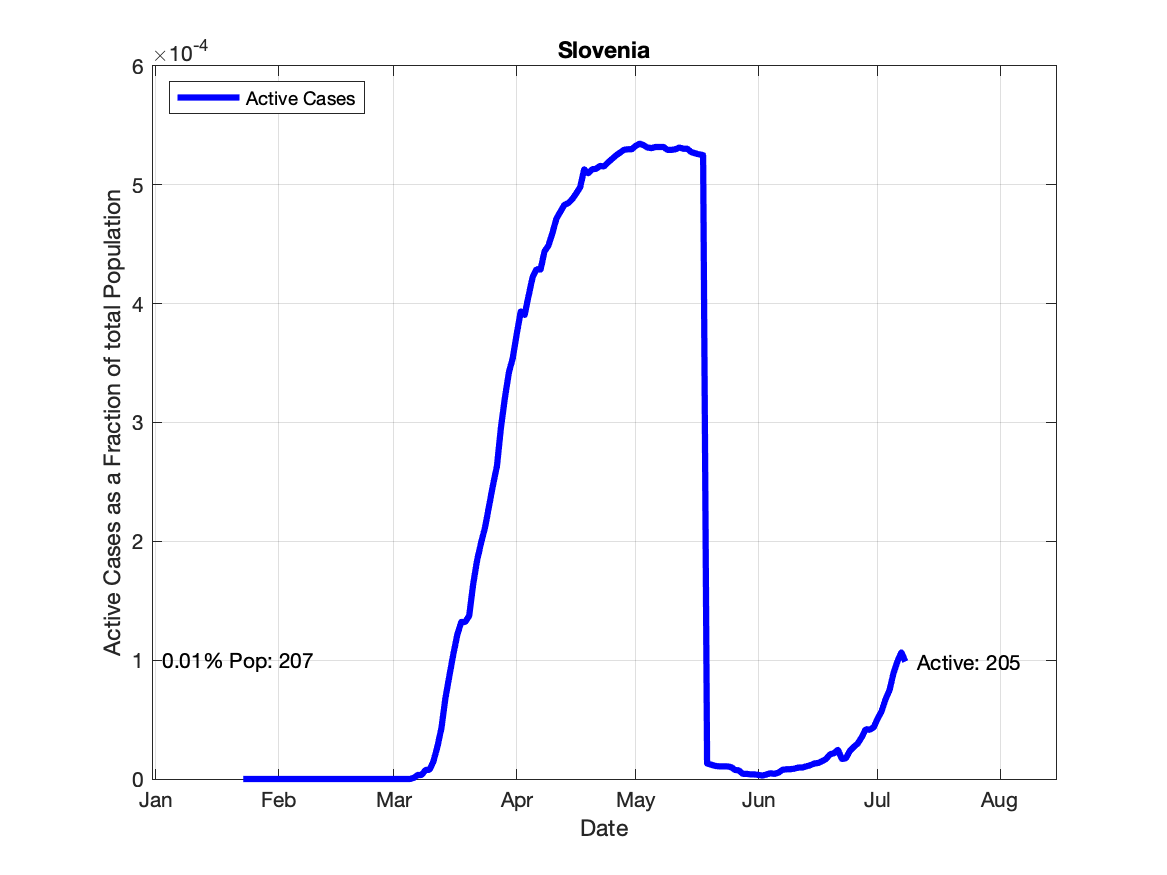 Slovenia
×10-4
Active Cases
6
5
4
3
2
1
0
Active Cases as a Fraction of total Population
0.01% Pop: 207
Active: 205
Jan Feb Mar Apr May Jun Jul Aug
Date